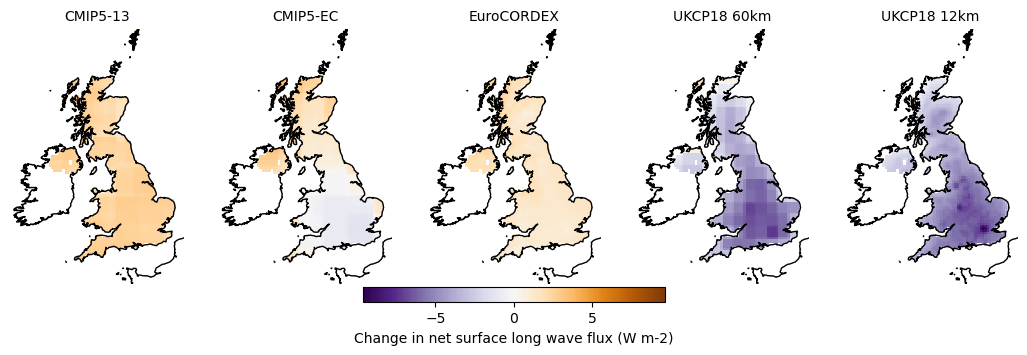 CMIP5-13 CMIP5-EC EuroCORDEX UKCP18 60km UKCP18 12km
−5 0 5
Change in net surface long wave flux (W m-2)